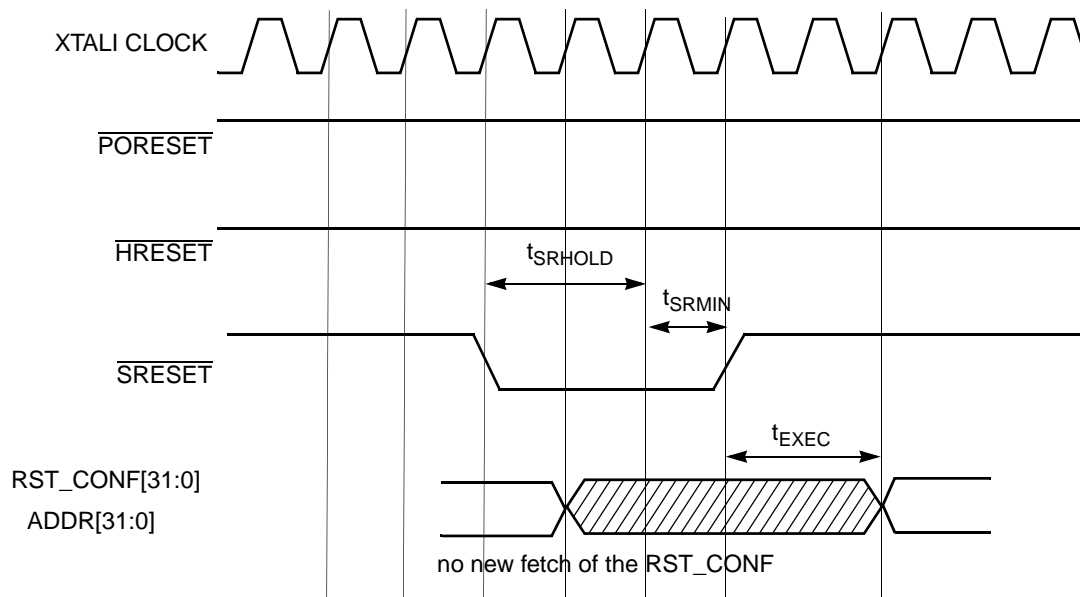 XTALI CLOCK
PORESET
HRESET
tSRHOLD
tSRMIN
SRESET
tEXEC
RST_CONF[31:0]
ADDR[31:0]
no new fetch of the RST_CONF